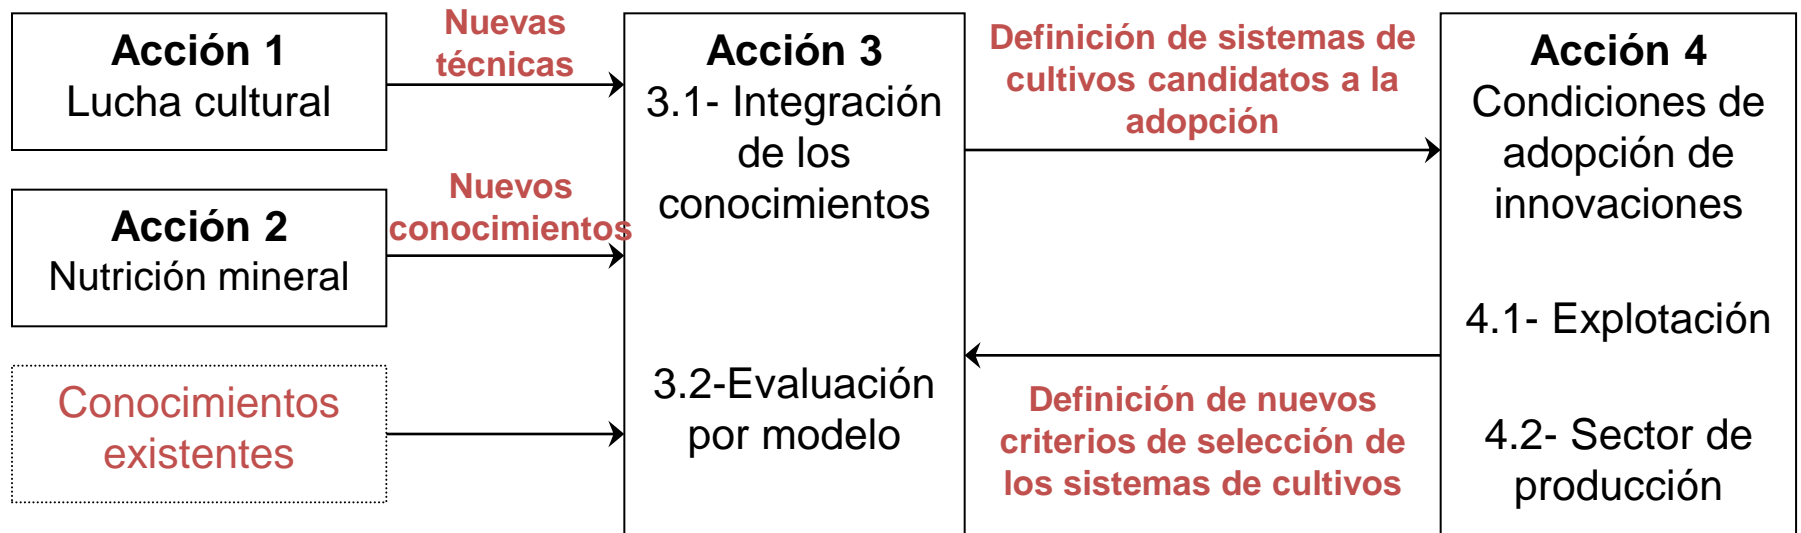 Acción 1
Lucha cultural
Nuevas
técnicas
Acción 2
Nutrición mineral
Nuevos
conocimientos
Conocimientos
existentes
Acción 3
3.1- Integración
de los
conocimientos
3.2-Evaluación
por modelo
Definición de sistemas de
cultivos candidatos a la
adopción
Definición de nuevos
criterios de selección de
los sistemas de cultivos
Acción 4
Condiciones de
adopción de
innovaciones
4.1- Explotación
4.2- Sector de
producción